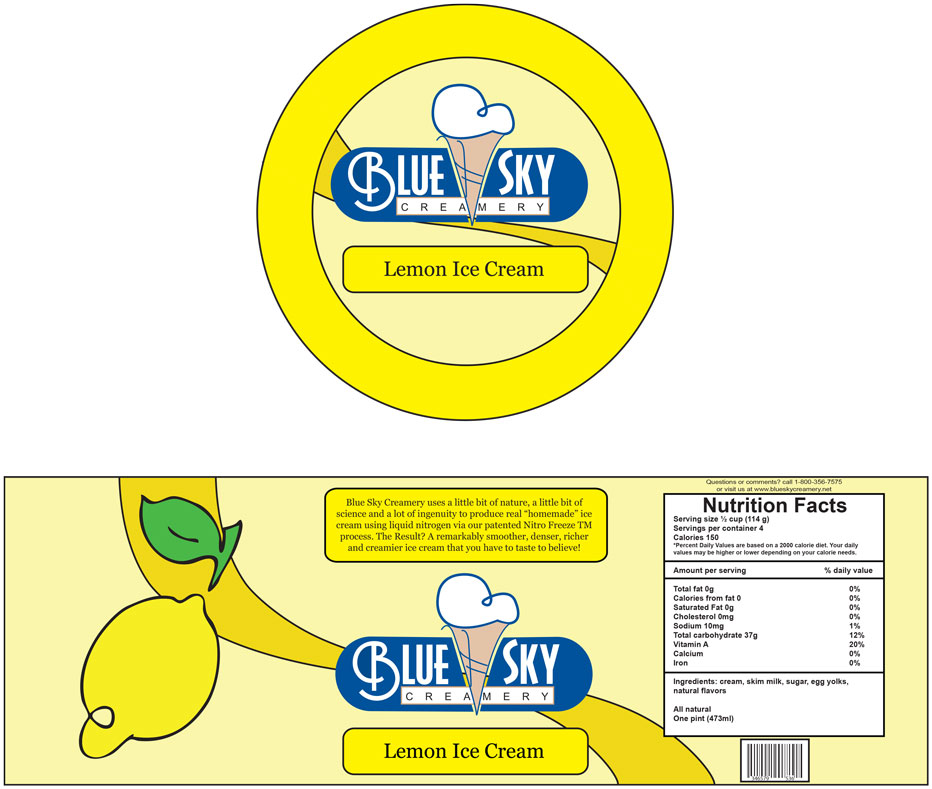 BLUE SKY
CREAMERY
Lemon Ice Cream
Blue Sky Creamery uses a little bit of nature, a little bit of
science and a lot of ingenuity to produce real “homemade” ice
cream using liquid nitrogen via our patented Nitro Freeze TM
process. The Result? A remarkably smoother, denser, richer
and creamier ice cream that you have to taste to believe!
BLUE SKY
CREAMERY
Lemon Ice Cream
Questions or comments? call 1-800-356-7575
or visit us at www.blueskycreamery.net
Nutrition Facts
Serving size ½ cup (114 g)
Servings per container 4
Calories 150
*Percent Daily Values are based on a 2000 calorie diet. Your daily
values may be higher or lower depending on your calorie needs.
Amount per serving % daily value
Total fat 0g 0%
Calories from fat 0 0%
Saturated Fat 0g 0%
Cholesterol 0mg 0%
Sodium 10mg 1%
Total carbohydrate 37g 12%
Vitamin A 20%
Calcium 0%
Iron 0%
Ingredients: cream, skim milk, sugar, egg yolks,
natural flavors
All natural
One pint (473ml)